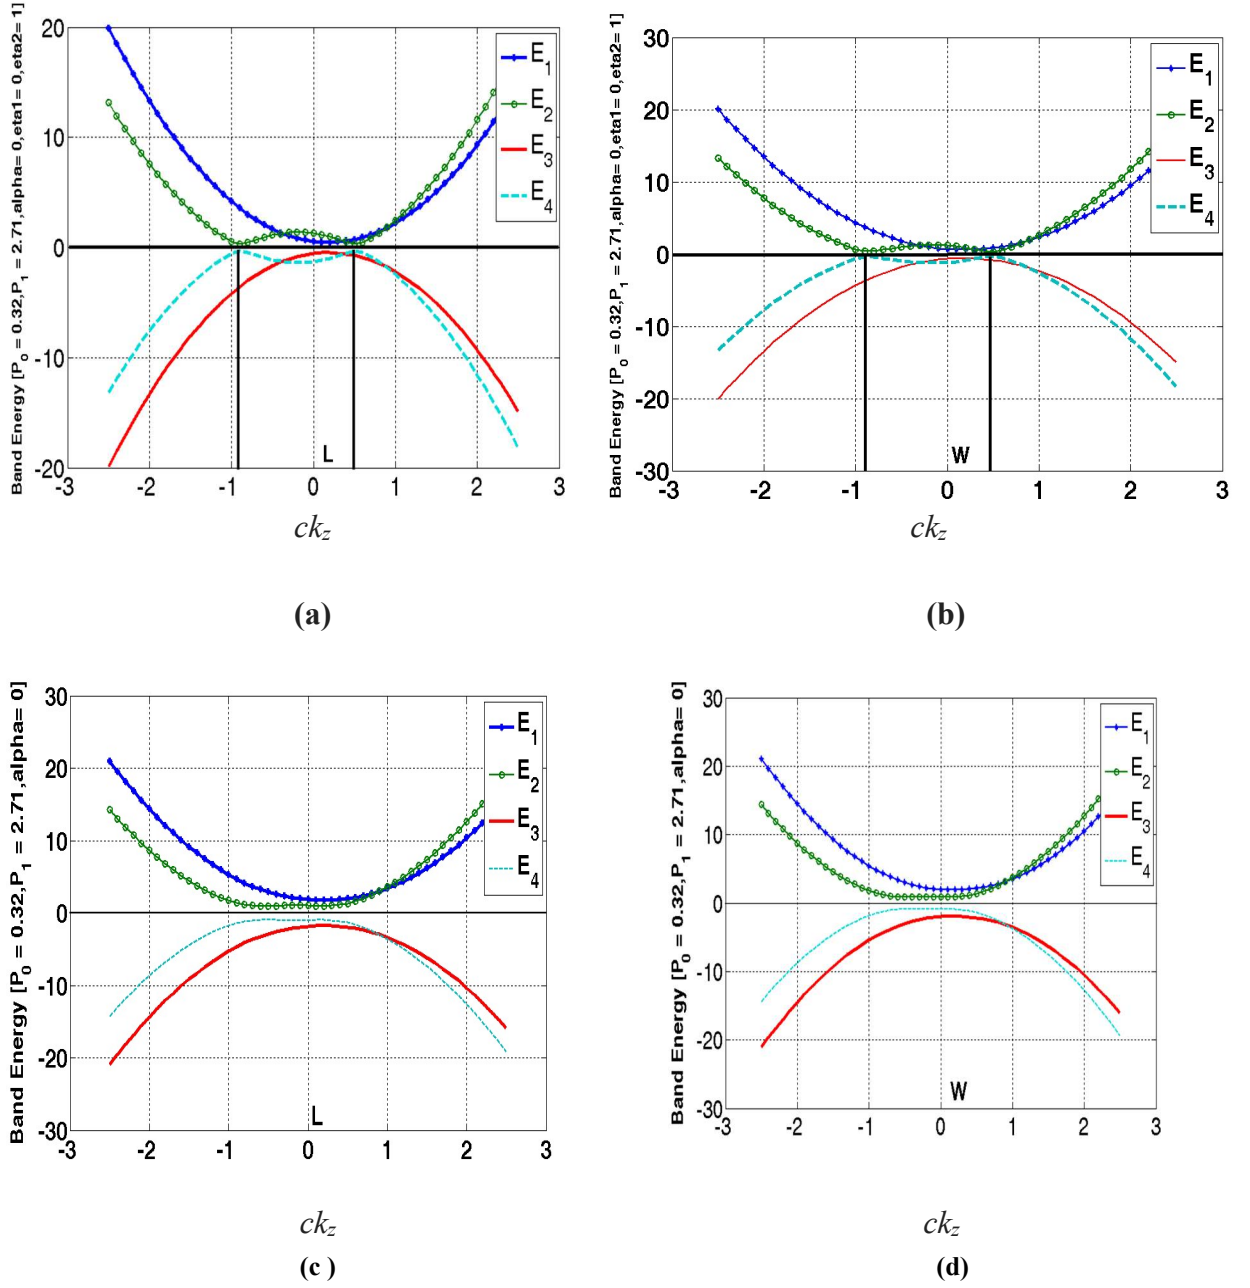 Band Energy [P0 = 0.32,P1 = 2.71,alpha= 0,eta1= 0,eta2= 1]
20
10
0
-10
-20
-3 -2 -1 0 1 2 3
E1
E2
E3
E4
L
ckz
(a)
Band Energy [P0 = 0.32,P1 = 2.71,alpha= 0,eta1= 0,eta2= 1]
30
20
10
0
-10
-20
-30
-3 -2 -1 0 1 2 3
E1
E2
E3
E4
W
ckz
(b)
Band Energy [P0 = 0.32,P1 = 2.71,alpha= 0]
30
20
10
0
-10
-20
-30
-3 -2 -1 0 1 2 3
E1
E2
E3
E4
L
ckz
(c )
Band Energy [P0 = 0.32,P1 = 2.71,alpha= 0]
30
20
10
0
-10
-20
-30
-3 -2 -1 0 1 2 3
E1
E2
E3
E4
W
ckz
(d)